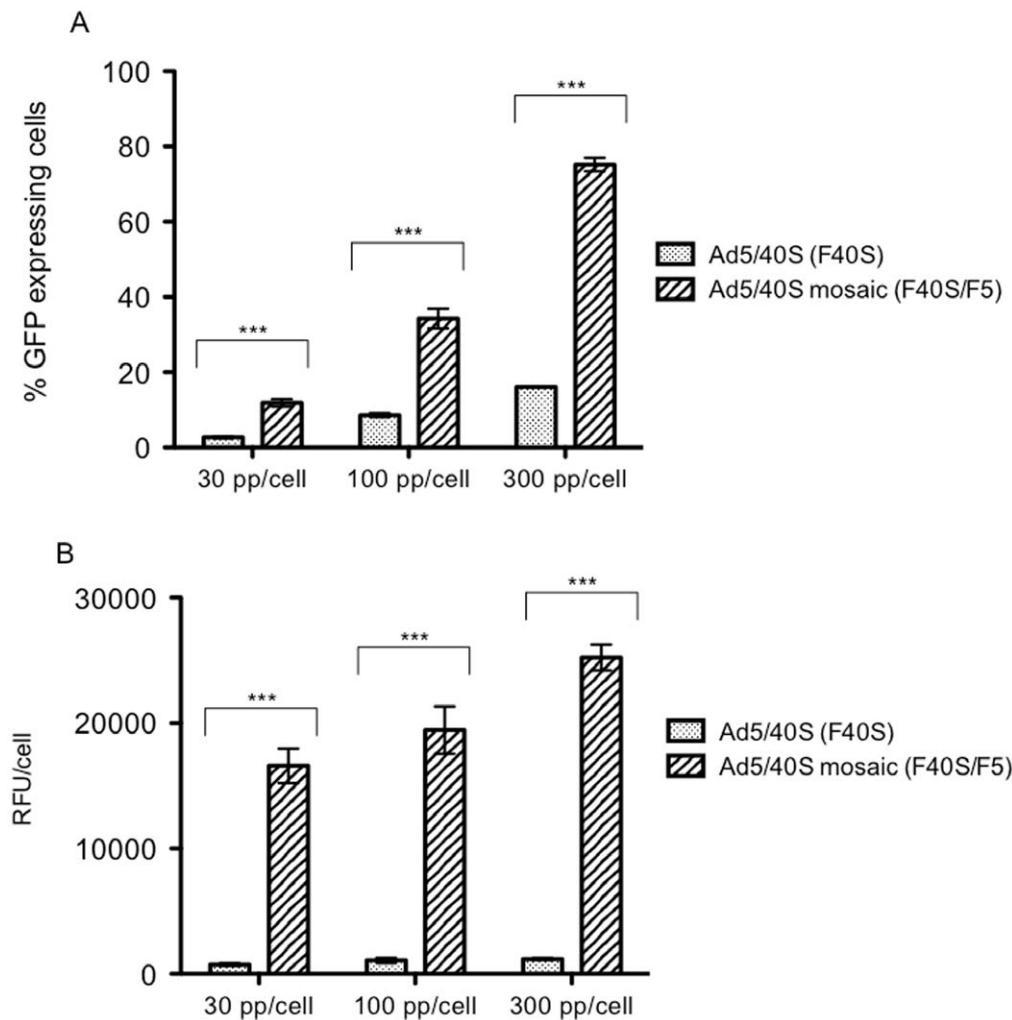 A
% GFP expressing cells
100
80
60
40
20
0
***
***
***
30 pp/cell
100 pp/cell
300 pp/cell
Ad5/40S (F40S)
Ad5/40S mosaic (F40S/F5)
B
RFU/cell
30000
20000
10000
0
***
***
***
30 pp/cell
100 pp/cell
300 pp/cell
Ad5/40S (F40S)
Ad5/40S mosaic (F40S/F5)